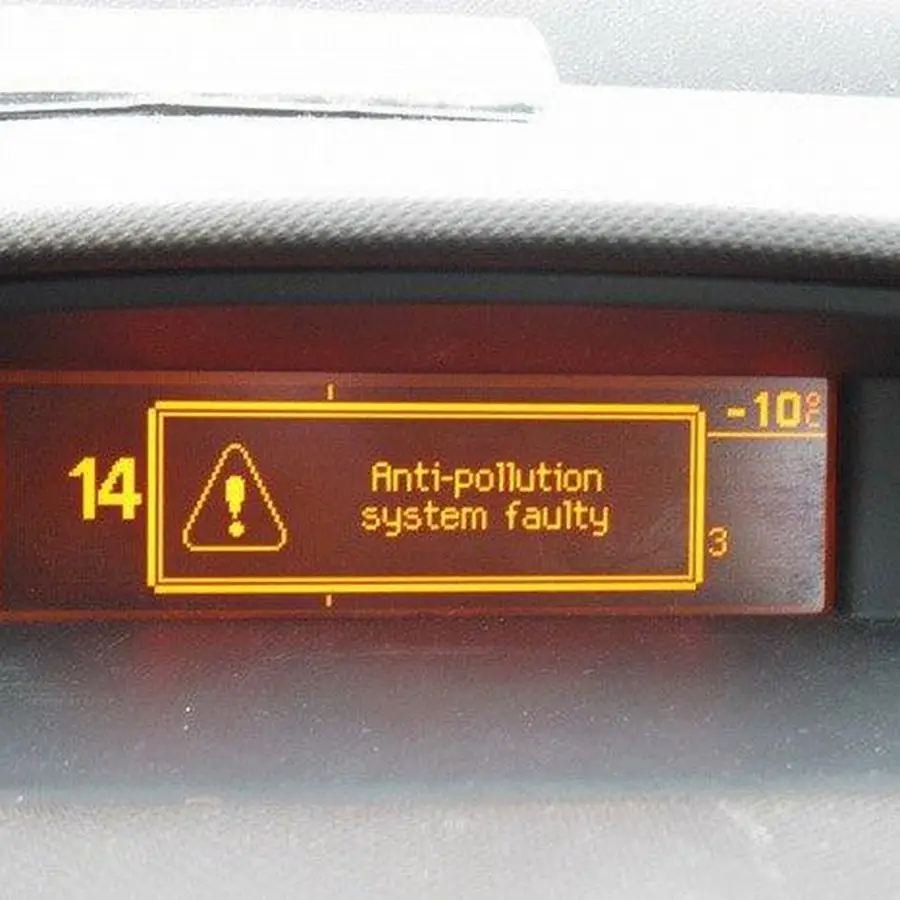 -10°C
14
Anti-pollution
system faulty
3